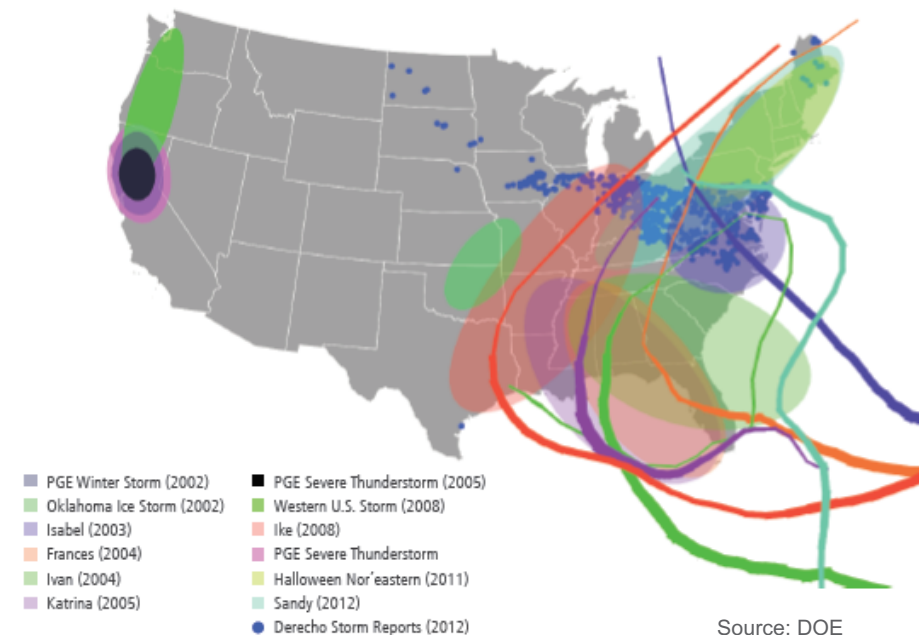 PGE Winter Storm (2002)
Oklahoma Ice Storm (2002)
Isabel (2003)
Frances (2004)
Ivan (2004)
Katrina (2005)
PGE Severe Thunderstorm (2005)
Western U.S. Storm (2008)
Ike (2008)
PGE Severe Thunderstorm
Halloween Nor'eastern (2011)
Sandy (2012)
Derecho Storm Reports (2012)
Source: DOE